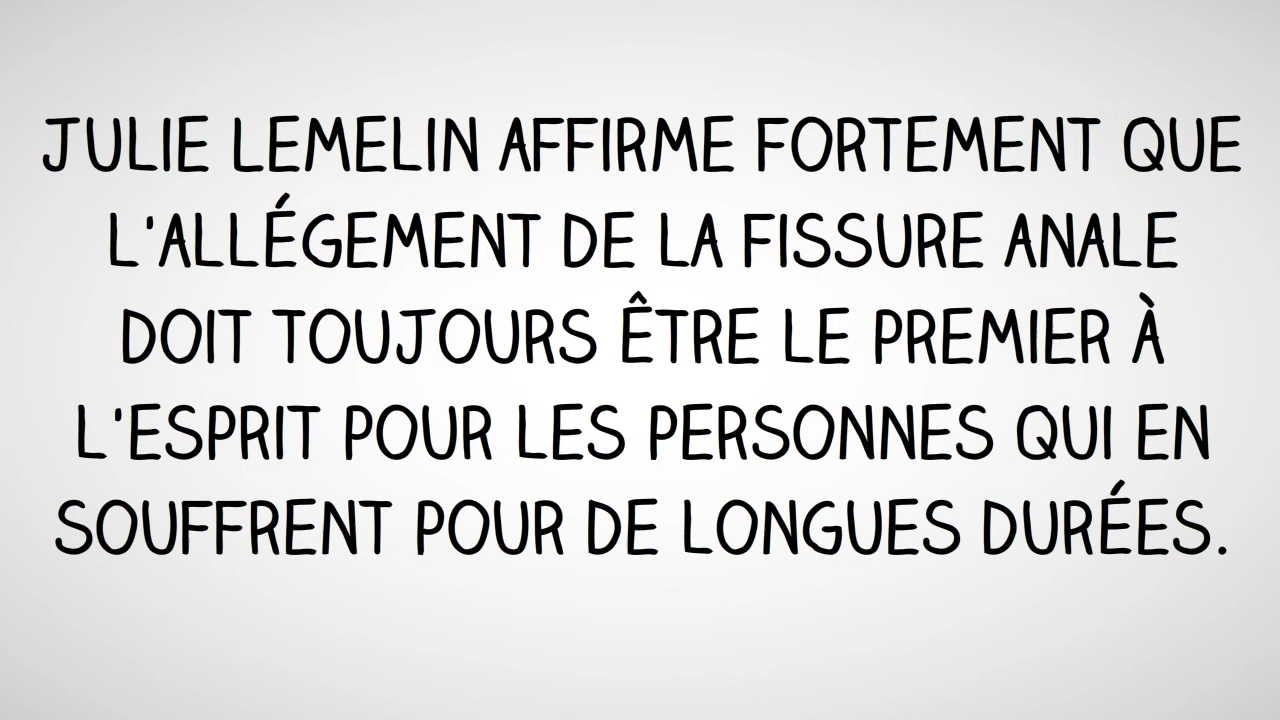 JULIE LEMELIN AFFIRME FORTEMENT QUE
L'ALLÉGEMENT DE LA FISSURE ANALE
DOIT TOUJOURS ÊTRE LE PREMIER À
L'ESPRIT POUR LES PERSONNES QUI EN
SOUFFRENT POUR DE LONGUES DURÉES.